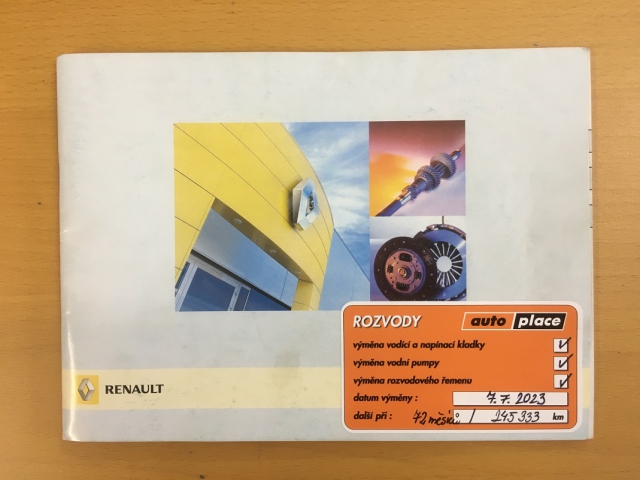 ROZVODY auto place
výměna vodící a napínací kladky
výměna vodní pumpy
výměna rozvodového řemenu
datum výměny : 7.7.2023
další při : 72 měsíců / 245 333 km
RENAULT